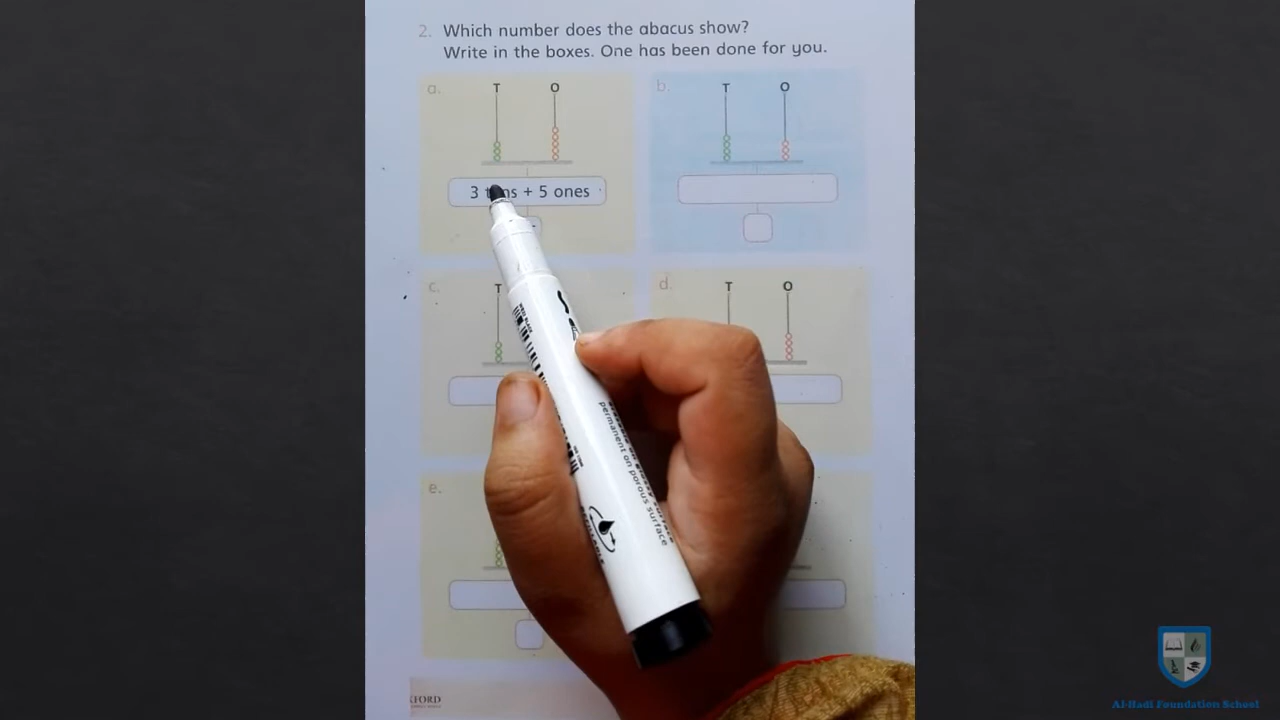 2. Which number does the abacus show?
Write in the boxes. One has been done for you.
a. T O
b. T O
3 tens + 5 ones
c. T
d. T O
e.
permanent on porous surface
Al-Hadi Foundation School